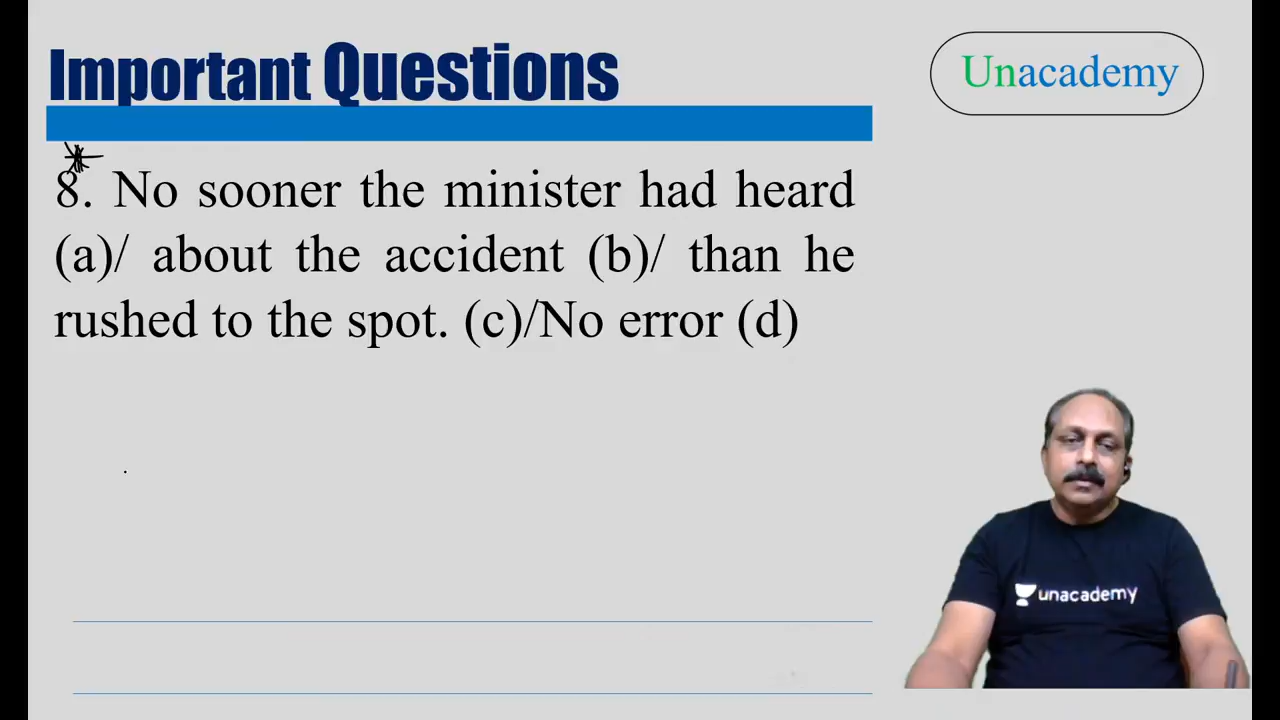 Important Questions
Unacademy
8. No sooner the minister had heard
(a)/ about the accident (b)/ than he
rushed to the spot. (c)/No error (d)
unacademy